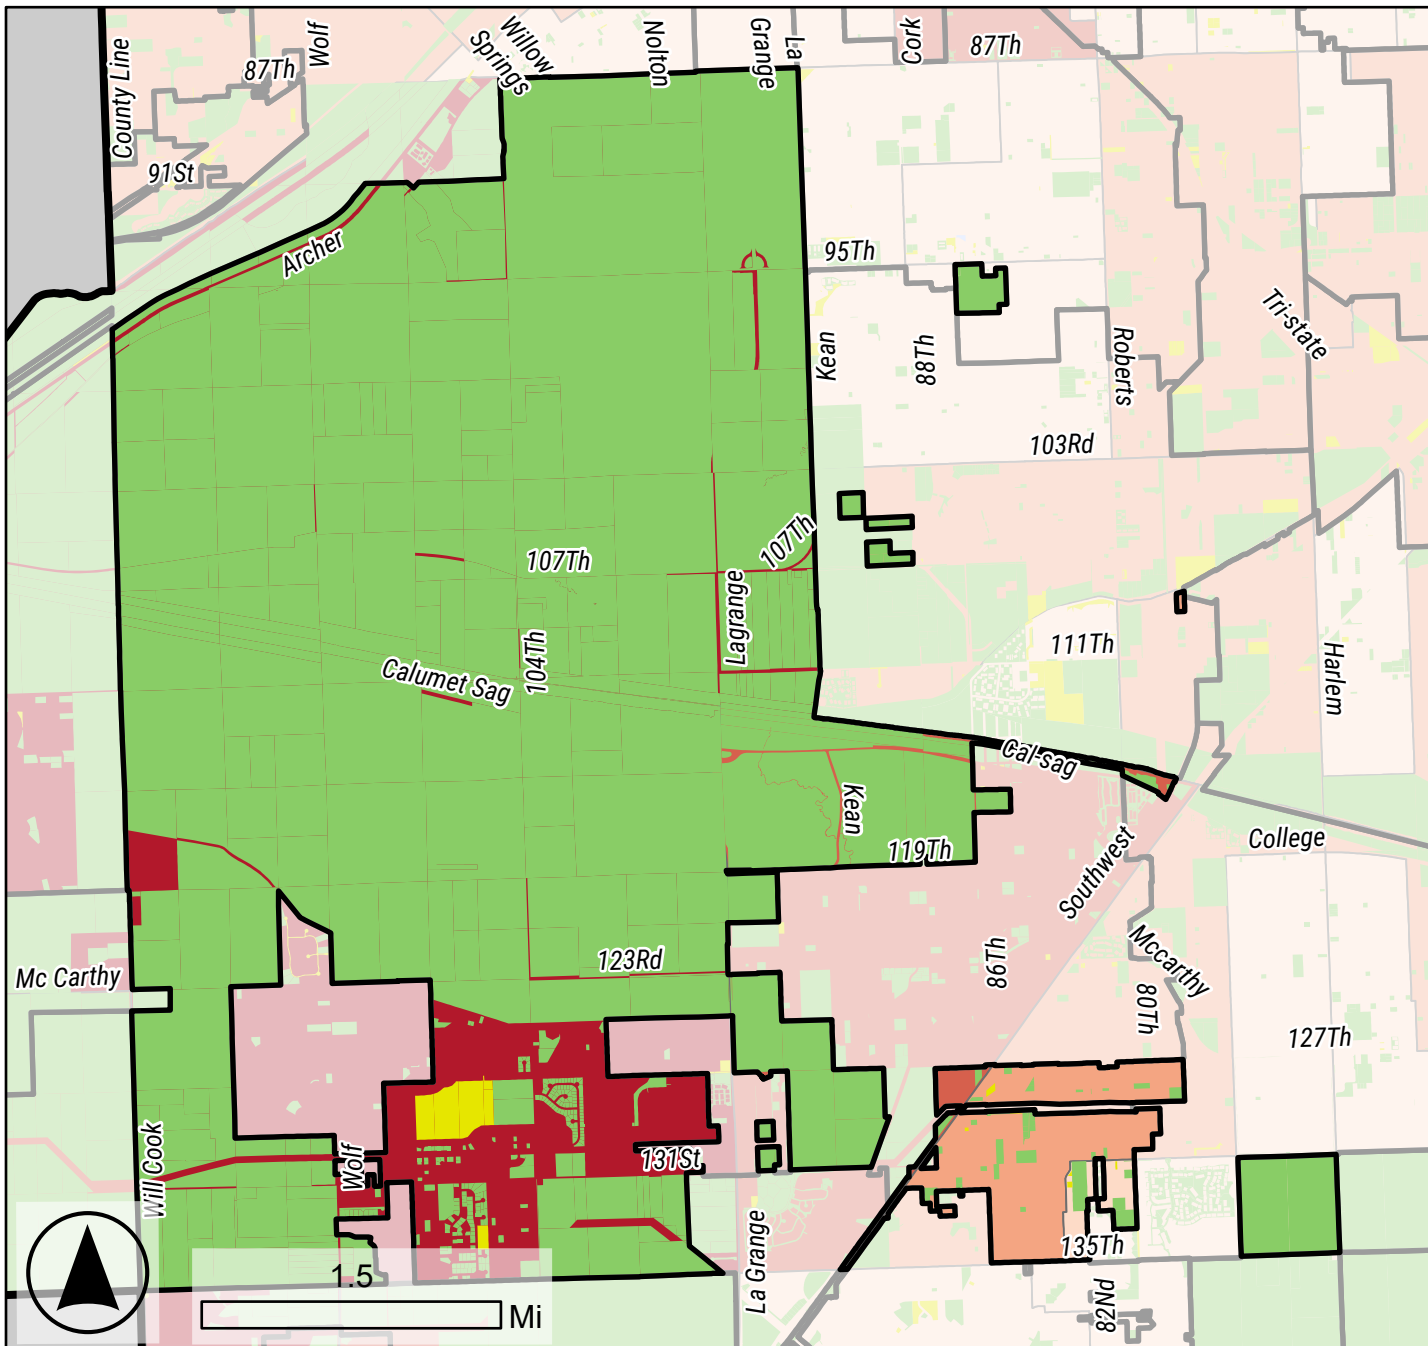 County Line
87Th
Wolf
Willow
Springs
Nolton
La
Grange
Cork
87Th
91St
Archer
95Th
Kean
88Th
Roberts
Tri-state
103Rd
107Th
107Th
Lagrange
104Th
Calumet Sag
111Th
Harlem
Cal-sag
Kean
119Th
College
Southwest
Mc Carthy
123Rd
86Th
Mccarthy
80Th
127Th
131St
Wolf
Will Cook
La Grange
135Th
82Nd
1.5
Mi